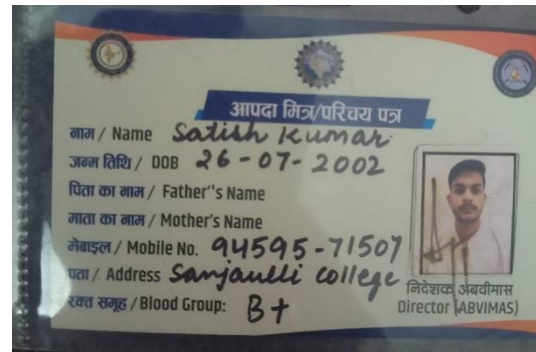 आपदा मित्र/परिचय पत्र
नाम / Name Satish Kumar
जन्म तिथि / DOB 26-07-2002
पिता का नाम / Father''s Name
माता का नाम / Mother's Name
मेबाइल / Mobile No. 94595-71507
पता / Address Sanjaulli College
रक्त समूह / Blood Group: B+
निदेशक अबवीमास
Director (ABVIMAS)